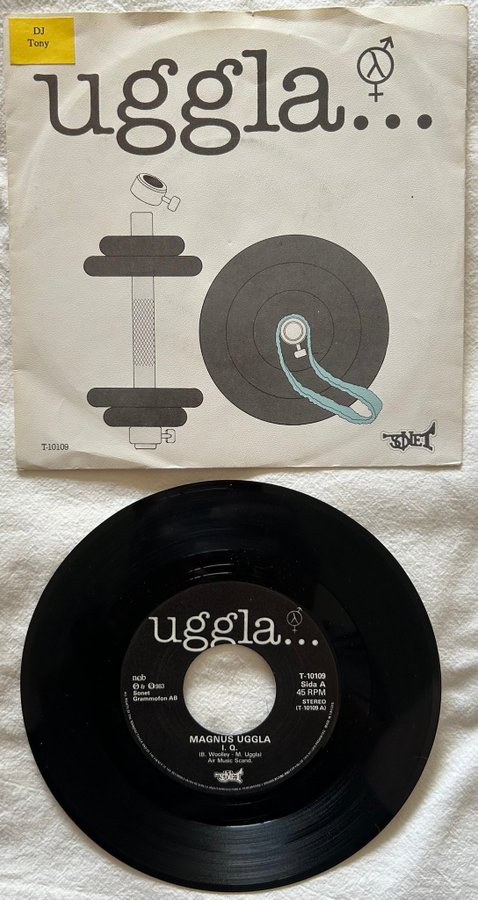 DJ
Tony
uggla...
T-10109
SONET
uggla...
ncb
T-10109
Sida A
45 RPM
STEREO
(T-10109 A)
Sonet
Grammofon AB
MAGNUS UGGLA
I. Q.
(B. Woolley - M. Uggla)
Air Music Scand.
SONET